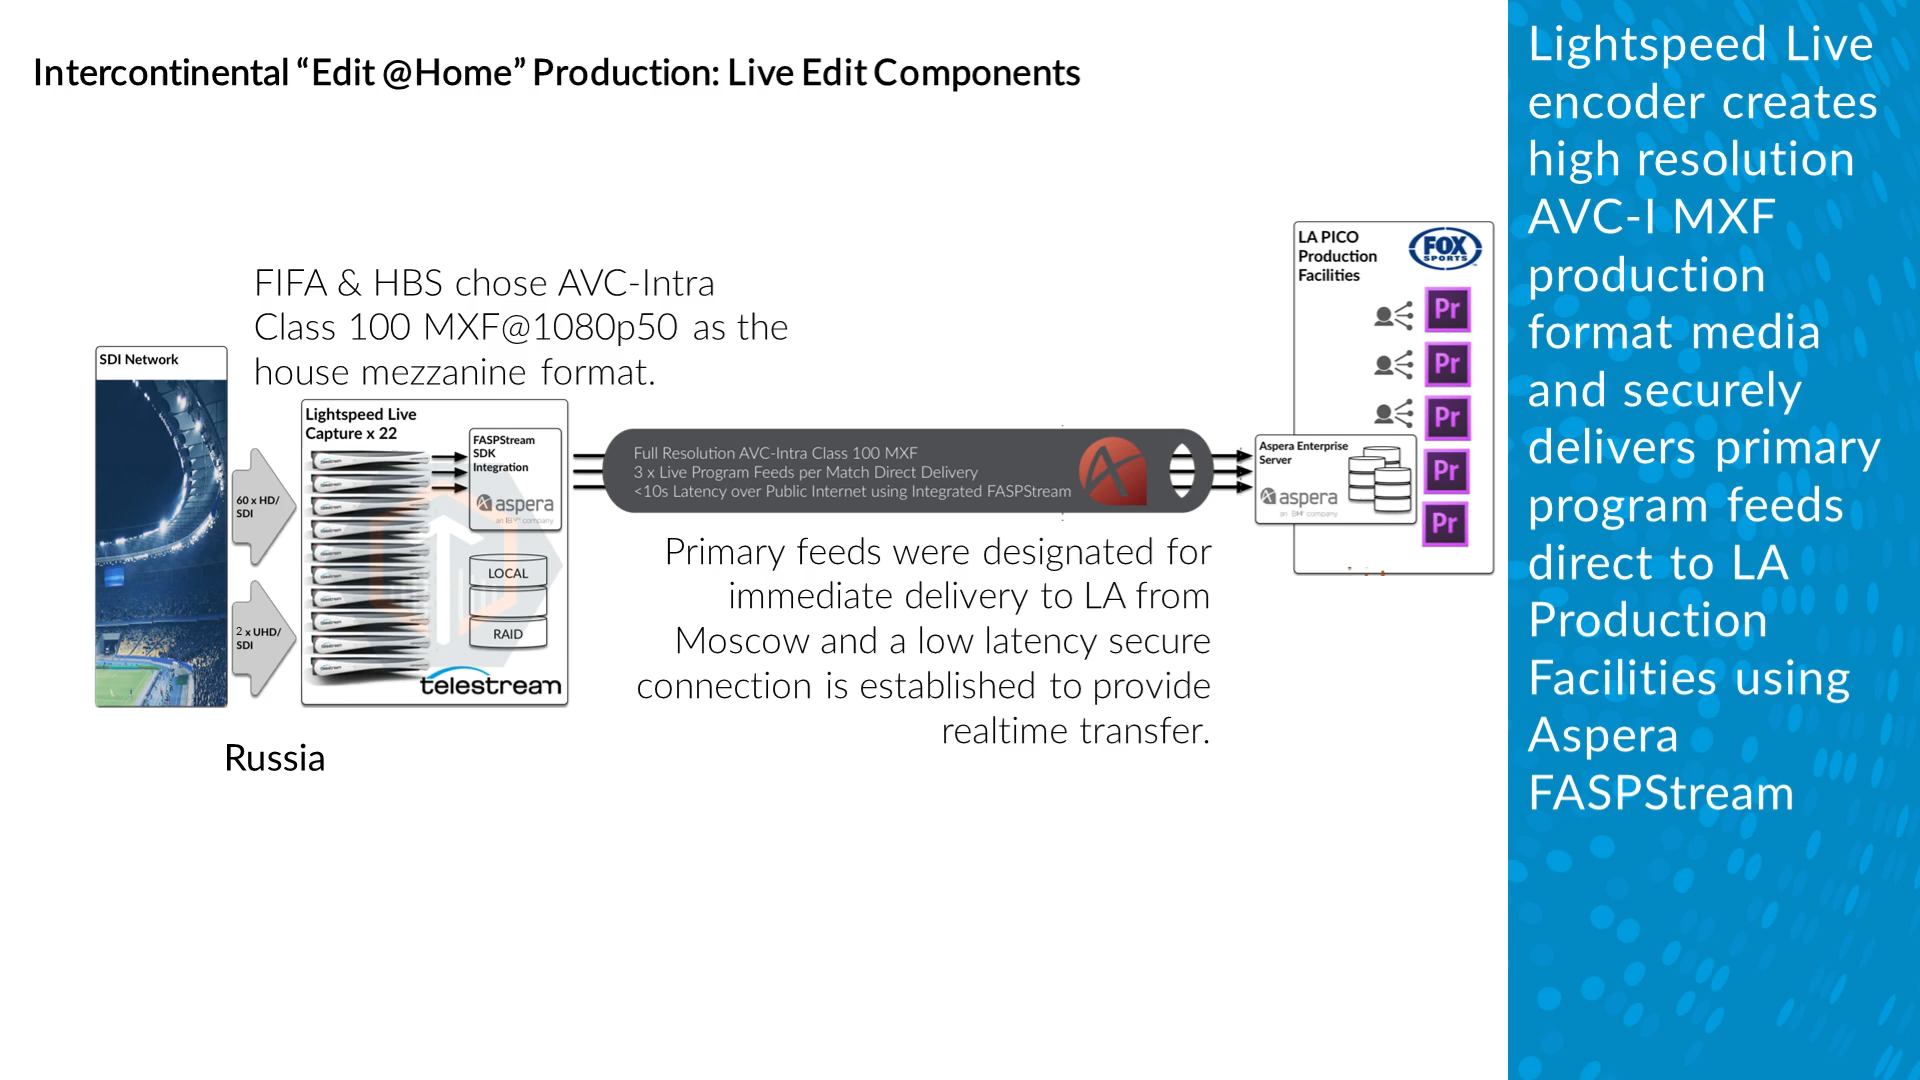 Intercontinental “Edit @Home” Production: Live Edit Components
FIFA & HBS chose AVC-Intra
Class 100 MXF@1080p50 as the
house mezzanine format.
SDI Network
60 x HD/
SDI
2 x UHD/
SDI
Lightspeed Live
Capture x 22
FASPStream
SDK
Integration
aspera
an IBM company
LOCAL
RAID
telestream
Russia
Full Resolution AVC-Intra Class 100 MXF
3 x Live Program Feeds per Match Direct Delivery
<10s Latency over Public Internet using Integrated FASPStream
Primary feeds were designated for
immediate delivery to LA from
Moscow and a low latency secure
connection is established to provide
realtime transfer.
LA PICO
Production
Facilities
FOX
SPORTS
Pr
Pr
Pr
Pr
Pr
Aspera Enterprise
Server
aspera
an IBM company
Lightspeed Live
encoder creates
high resolution
AVC-I MXF
production
format media
and securely
delivers primary
program feeds
direct to LA
Production
Facilities using
Aspera
FASPStream